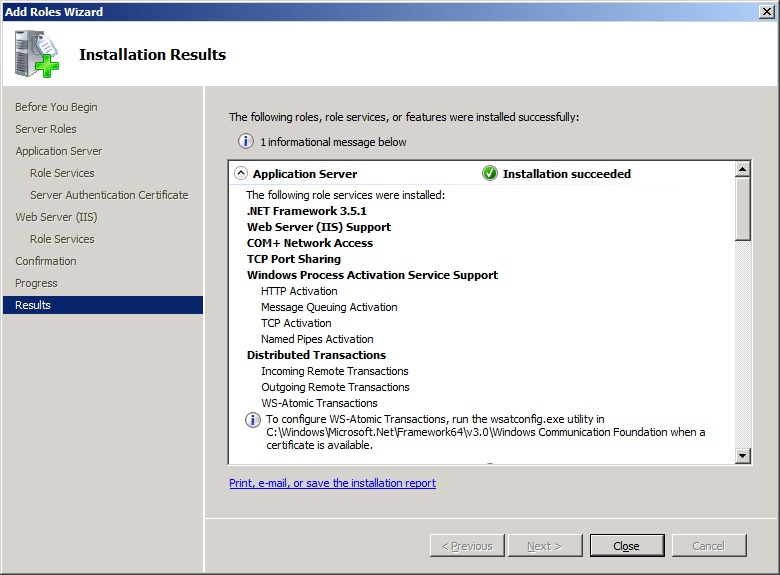 Add Roles Wizard
Installation Results
Before You Begin
Server Roles
Application Server
Role Services
Server Authentication Certificate
Web Server (IIS)
Role Services
Confirmation
Progress
Results
The following roles, role services, or features were installed successfully:
1 informational message below
Application Server
Installation succeeded
The following role services were installed:
.NET Framework 3.5.1
Web Server (IIS) Support
COM+ Network Access
TCP Port Sharing
Windows Process Activation Service Support
HTTP Activation
Message Queuing Activation
TCP Activation
Named Pipes Activation
Distributed Transactions
Incoming Remote Transactions
Outgoing Remote Transactions
WS-Atomic Transactions
To configure WS-Atomic Transactions, run the wsatconfig.exe utility in
C:\Windows\Microsoft.Net\Framework64\v3.0\Windows Communication Foundation when a
certificate is available.
Print, e-mail, or save the installation report
< Previous
Next >
Close
Cancel